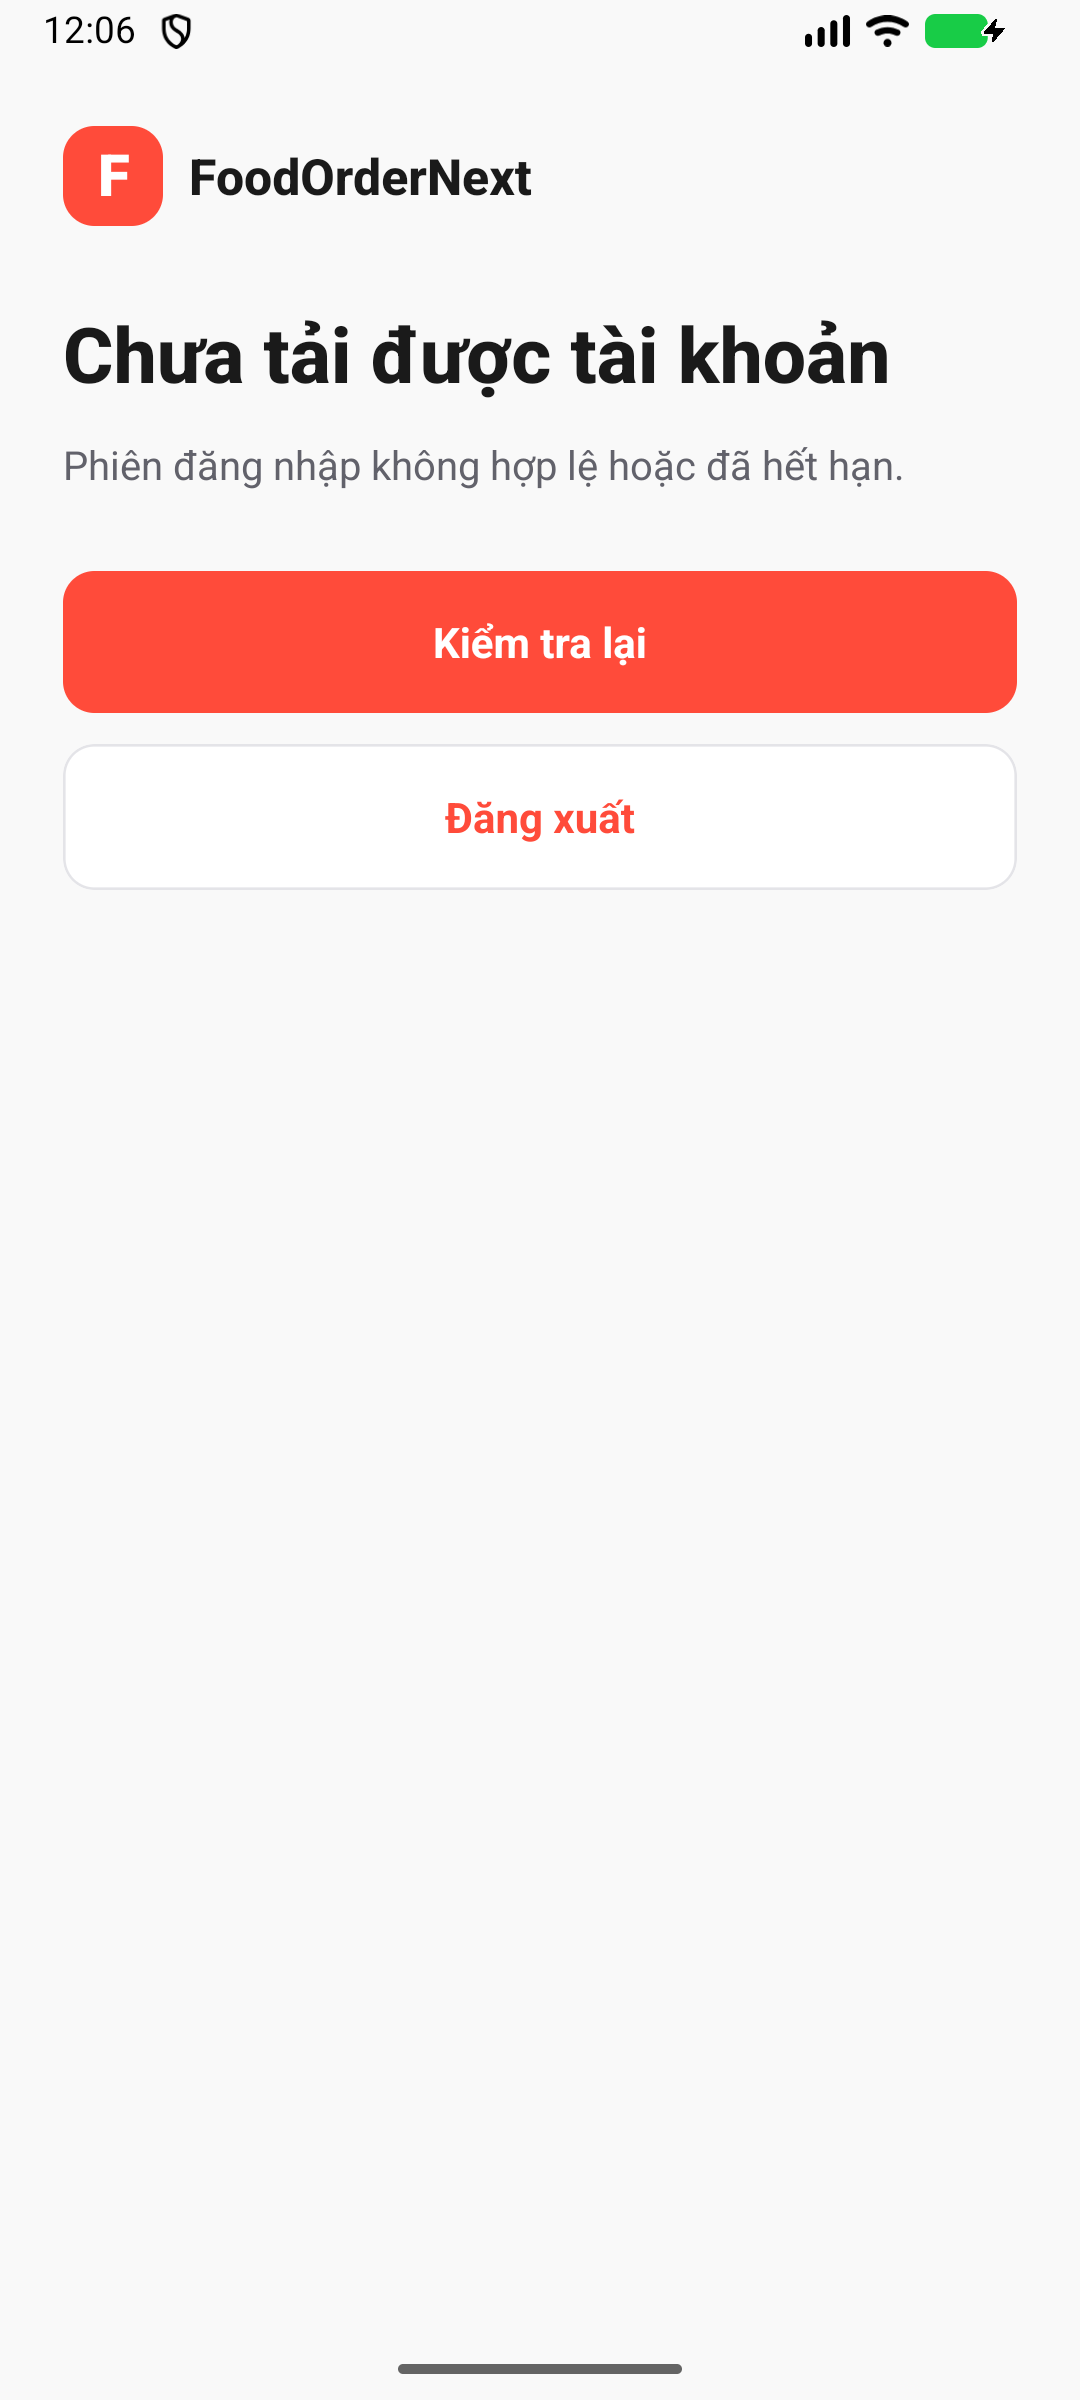 12:06
F FoodOrderNext
Chưa tải được tài khoản
Phiên đăng nhập không hợp lệ hoặc đã hết hạn.
Kiểm tra lại
Đăng xuất